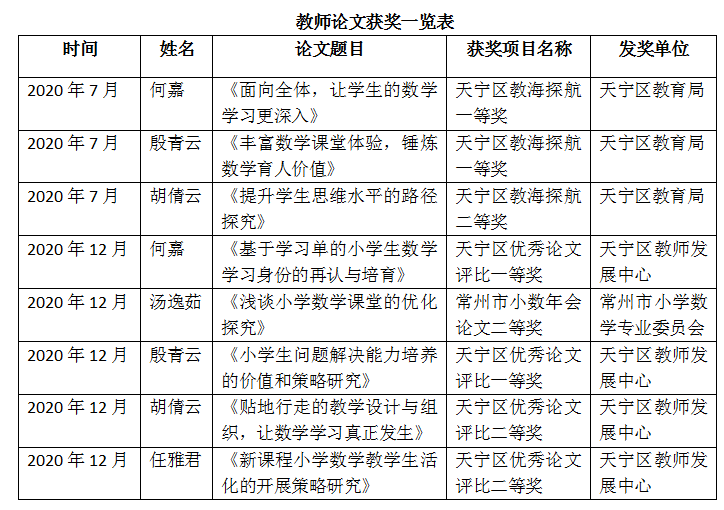 教师论文获奖一览表
时间 姓名 论文题目 获奖项目名称 发奖单位
2020 年 7 月 何嘉 《面向全体，让学生的数学 天宁区教海探航 天宁区教育局
学习更深入》 一等奖
2020 年 7 月 殷青云 《丰富数学课堂体验，锤炼 天宁区教海探航 天宁区教育局
数学育人价值》 一等奖
2020 年 7 月 胡倩云 《提升学生思维水平的路径 天宁区教海探航 天宁区教育局
探究》 二等奖
2020 年 12 月 何嘉 《基于学习单的小学生数学 天宁区优秀论文 天宁区教师发
学习身份的再认与培育》 评比一等奖 展中心
2020 年 12 月 汤逸茹 《浅谈小学数学课堂的优化 常州市小数年会 常州市小学数
探究》 论文二等奖 学专业委员会
2020 年 12 月 殷青云 《小学生问题解决能力培养 天宁区优秀论文 天宁区教师发
的价值和策略研究》 评比一等奖 展中心
2020 年 12 月 胡倩云 《贴地行走的教学设计与组 天宁区优秀论文 天宁区教师发
织，让数学学习真正发生》 评比二等奖 展中心
2020 年 12 月 任雅君 《新课程小学数学教学生活 天宁区优秀论文 天宁区教师发
化的开展策略研究》 评比二等奖 展中心